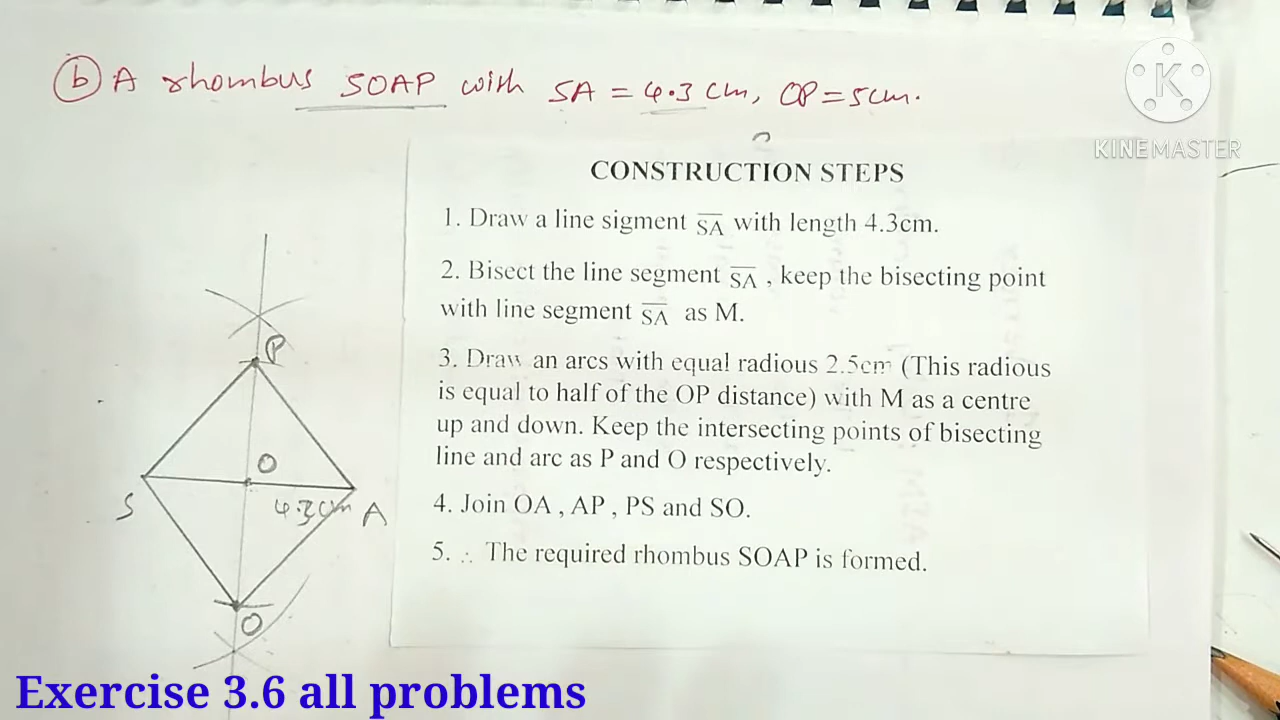 (b) A rhombus SOAP with SA = 4.3 cm, OP = 5cm.
KINEMASTER
CONSTRUCTION STEPS
1. Draw a line sigment SA with length 4.3cm.
2. Bisect the line segment SA , keep the bisecting point
with line segment SA as M.
3. Draw an arcs with equal radious 2.5cm (This radious
is equal to half of the OP distance) with M as a centre
up and down. Keep the intersecting points of bisecting
line and arc as P and O respectively.
4. Join OA , AP , PS and SO.
5. ∴ The required rhombus SOAP is formed.
P
O
S
4.3cm
A
O
Exercise 3.6 all problems